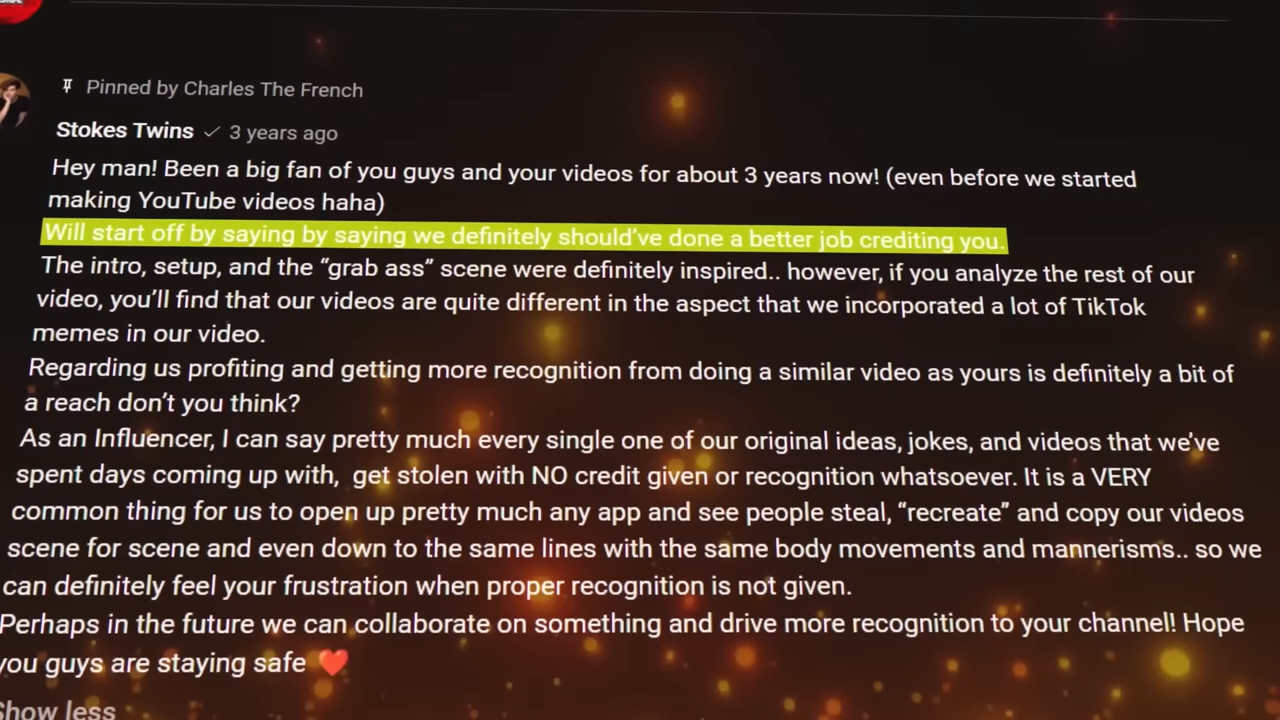 Pinned by Charles The French
Stokes Twins 3 years ago
Hey man! Been a big fan of you guys and your videos for about 3 years now! (even before we started
making YouTube videos haha)
Will start off by saying by saying we definitely should've done a better job crediting you.
The intro, setup, and the “grab ass” scene were definitely inspired.. however, if you analyze the rest of our
video, you’ll find that our videos are quite different in the aspect that we incorporated a lot of TikTok
memes in our video.
Regarding us profiting and getting more recognition from doing a similar video as yours is definitely a bit of
a reach don’t you think?
As an Influencer, I can say pretty much every single one of our original ideas, jokes, and videos that we’ve
spent days coming up with, get stolen with NO credit given or recognition whatsoever. It is a VERY
common thing for us to open up pretty much any app and see people steal, “recreate” and copy our videos
scene for scene and even down to the same lines with the same body movements and mannerisms.. so we
can definitely feel your frustration when proper recognition is not given.
Perhaps in the future we can collaborate on something and drive more recognition to your channel! Hope
you guys are staying safe ❤️
Show less